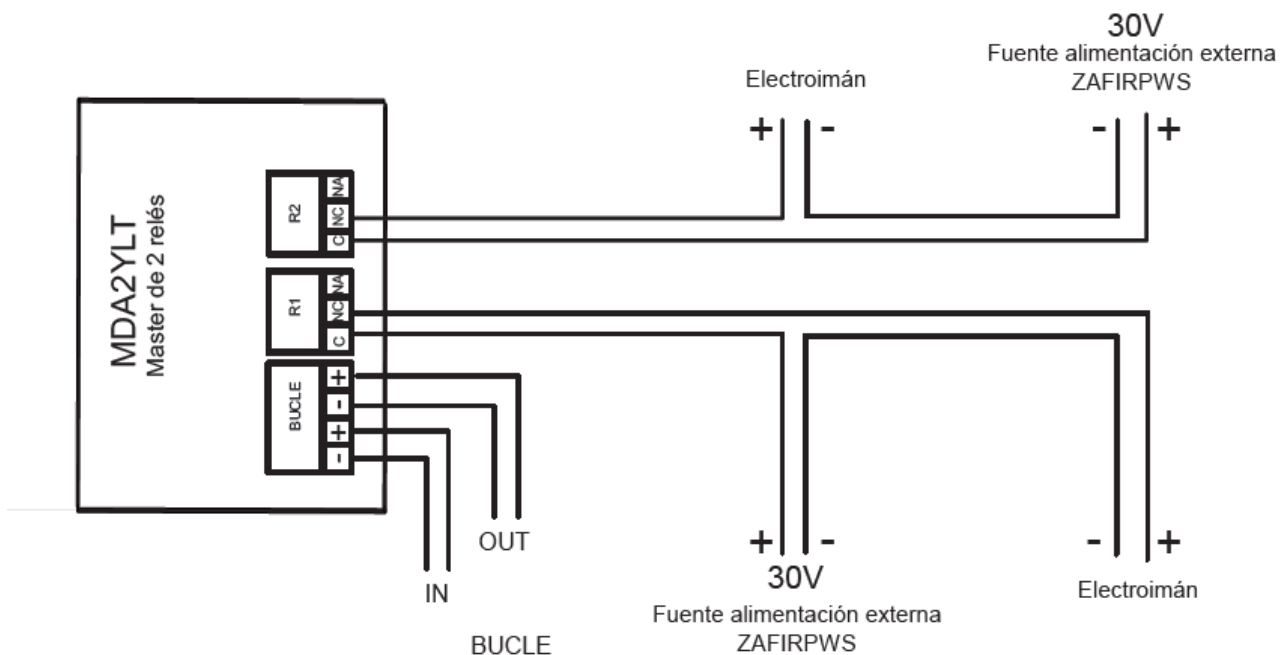 30V
Fuente alimentación externa
ZAFIRPWS
Electroimán
+ -
- +
MDA2YLT
Master de 2 relés
R2
NA
NC
C
R1
NA
NC
C
BUCLE
+
-
+
-
OUT
IN
BUCLE
+ -
30V
Fuente alimentación externa
ZAFIRPWS
- +
Electroimán